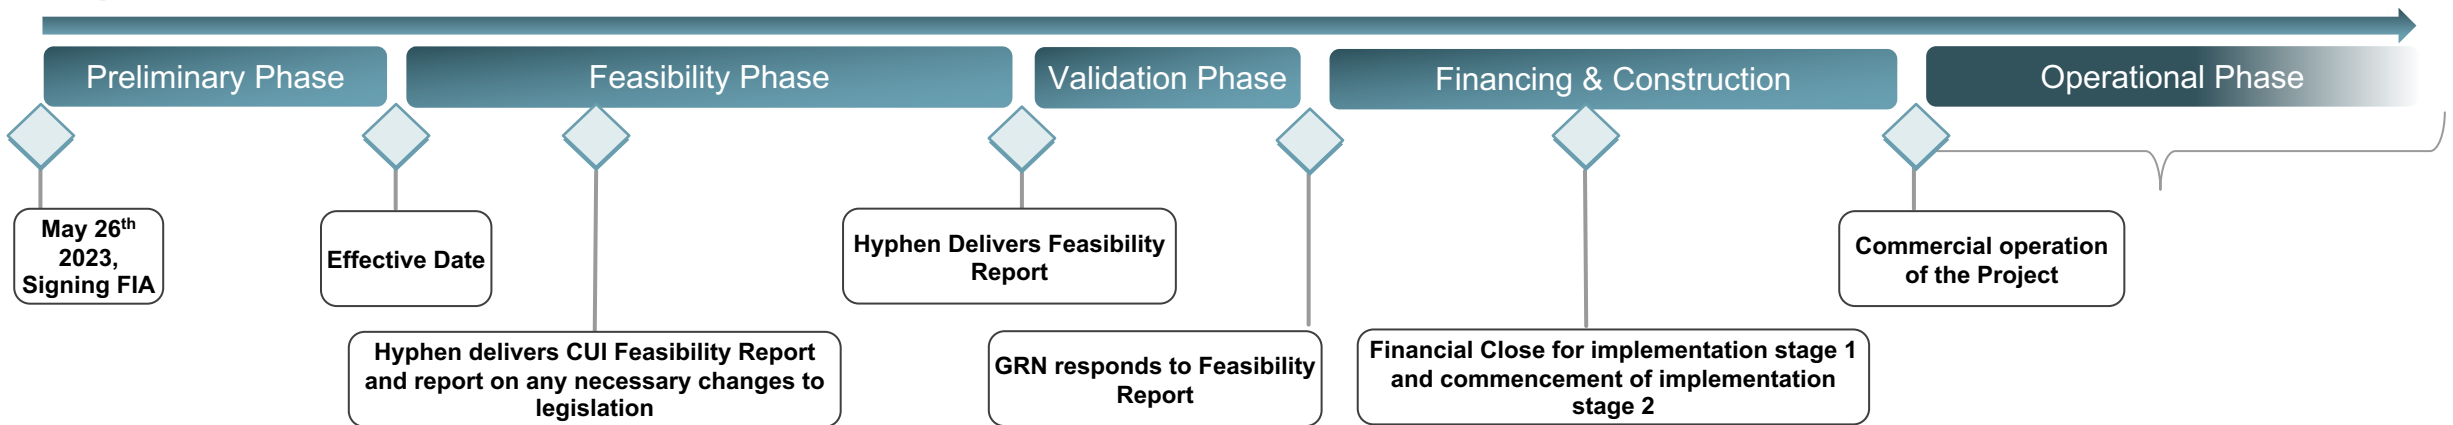 Preliminary Phase
Feasibility Phase
Validation Phase
Financing & Construction
Operational Phase
May 26th
2023,
Signing FIA
Effective Date
Hyphen delivers CUI Feasibility Report
and report on any necessary changes to
legislation
Hyphen Delivers Feasibility
Report
GRN responds to Feasibility
Report
Financial Close for implementation stage 1
and commencement of implementation
stage 2
Commercial operation
of the Project